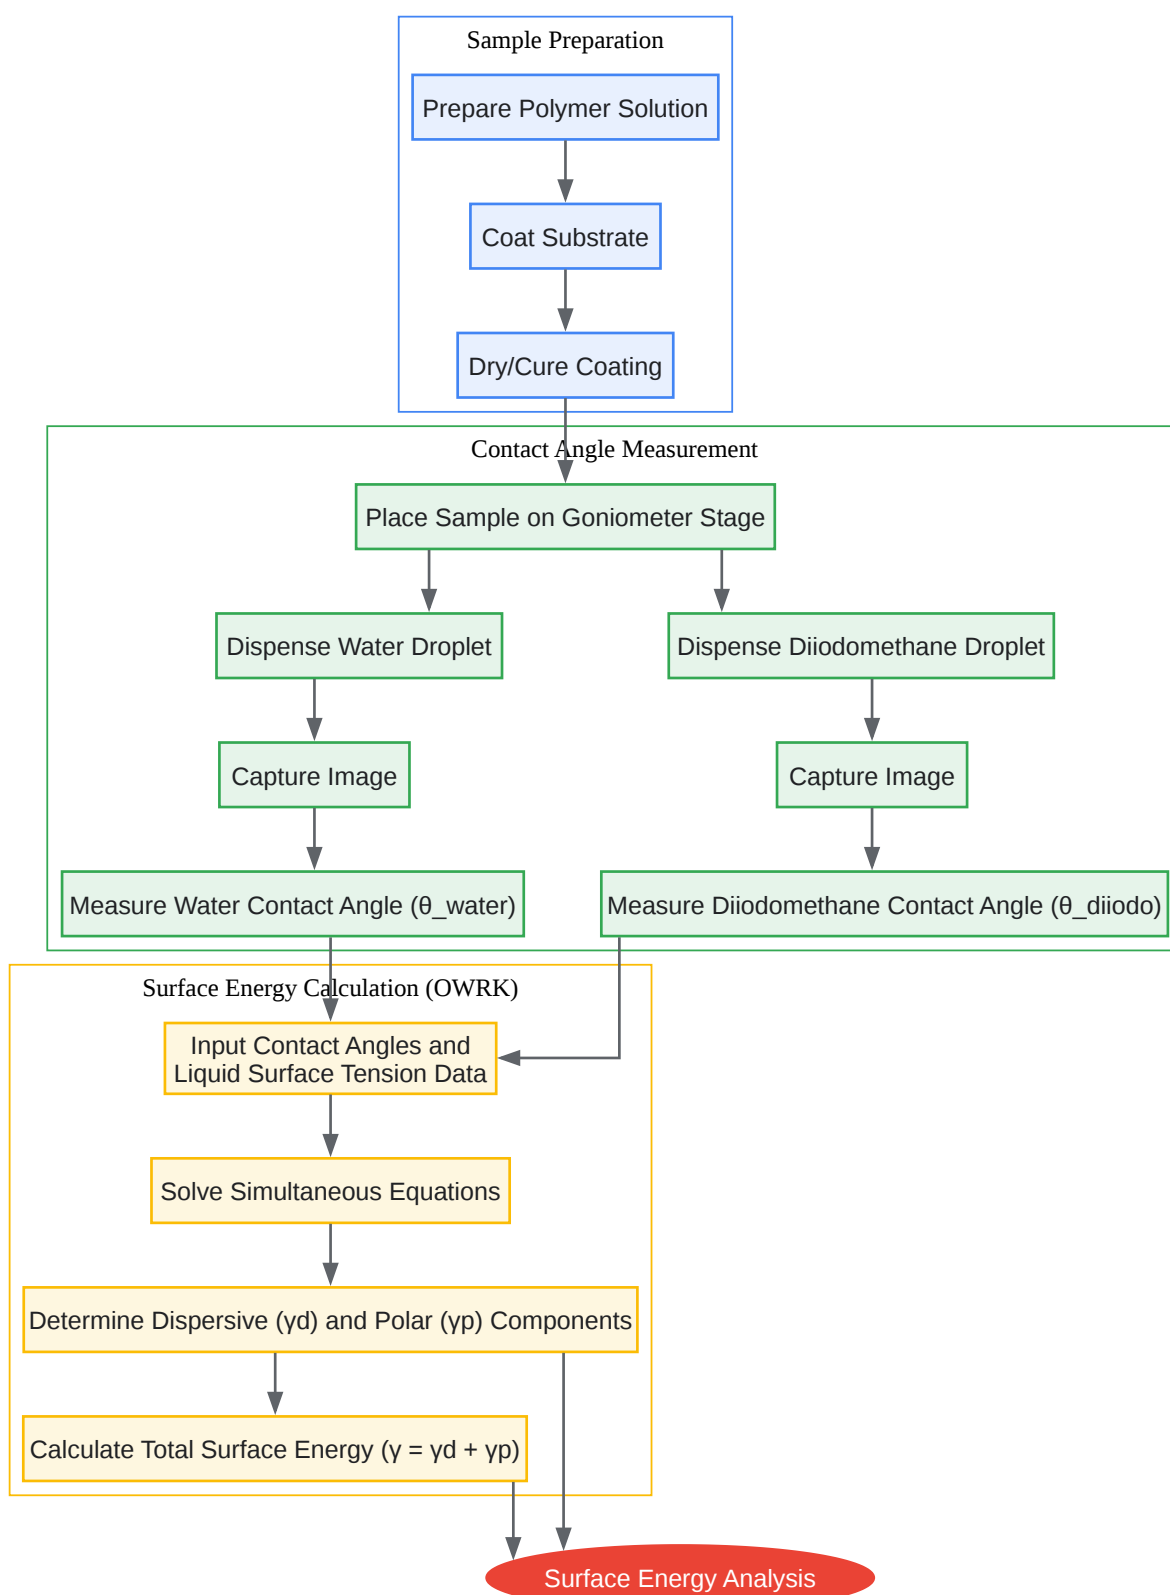 Sample Preparation
Prepare Polymer Solution
Coat Substrate
Dry/Cure Coating
Contact Angle Measurement
Place Sample on Goniometer Stage
Dispense Water Droplet
Dispense Diiodomethane Droplet
Capture Image
Capture Image
Measure Water Contact Angle (θ_water)
Measure Diiodomethane Contact Angle (θ_diiodo)
Surface Energy Calculation (OWRK)
Input Contact Angles and
Liquid Surface Tension Data
Solve Simultaneous Equations
Determine Dispersive (γd) and Polar (γp) Components
Calculate Total Surface Energy (γ = γd + γp)
Surface Energy Analysis